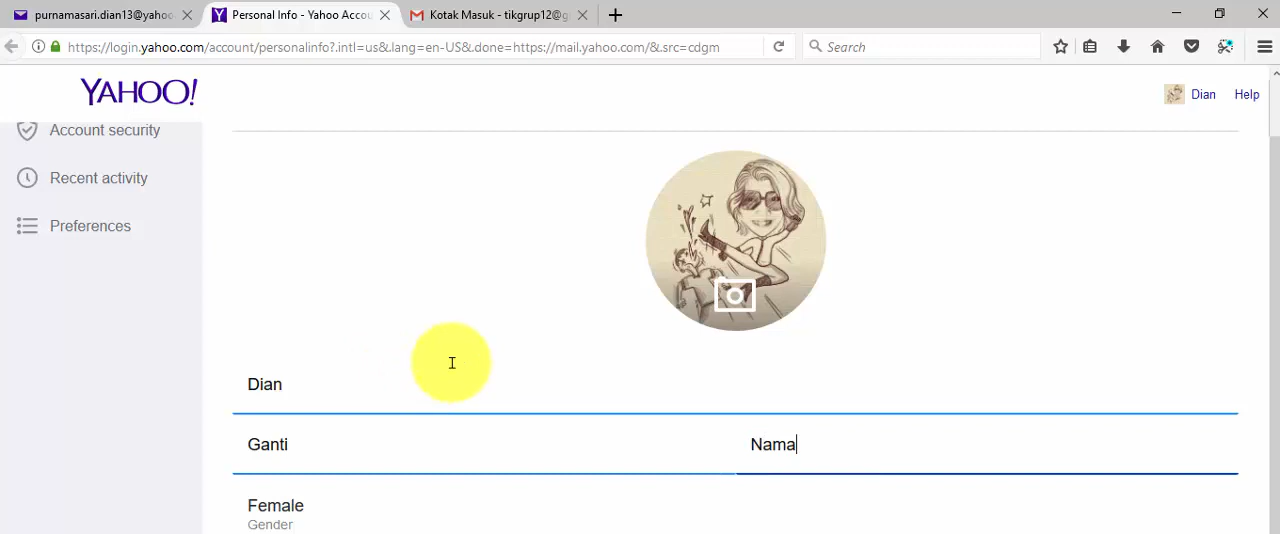 purnamasari.dian13@yahoo
Personal Info - Yahoo Accou
Kotak Masuk - tikgrup12@g
https://login.yahoo.com/account/personalinfo?.intl=us&.lang=en-US&.done=https://mail.yahoo.com/&.src=cdgm
Search
YAHOO!
Dian
Help
Account security
Recent activity
Preferences
Dian
Ganti
Nama
Female
Gender